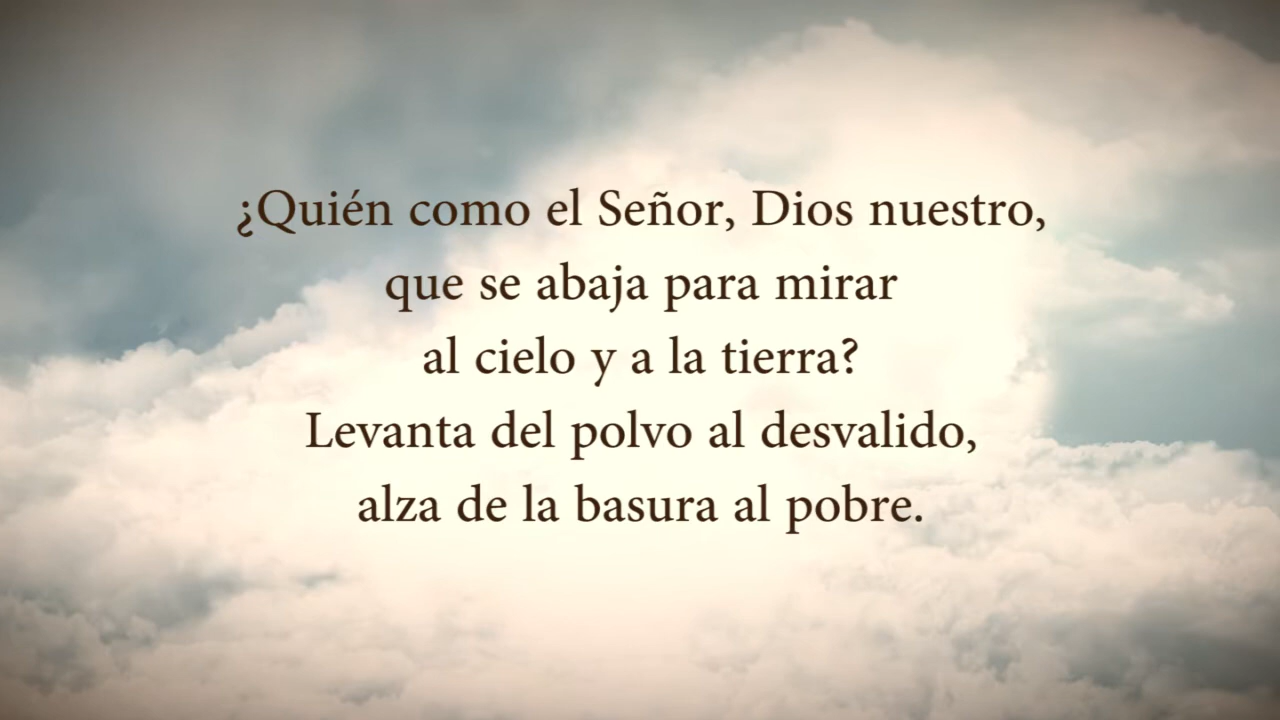 ¿Quién como el Señor, Dios nuestro,
que se abaja para mirar
al cielo y a la tierra?
Levanta del polvo al desvalido,
alza de la basura al pobre.